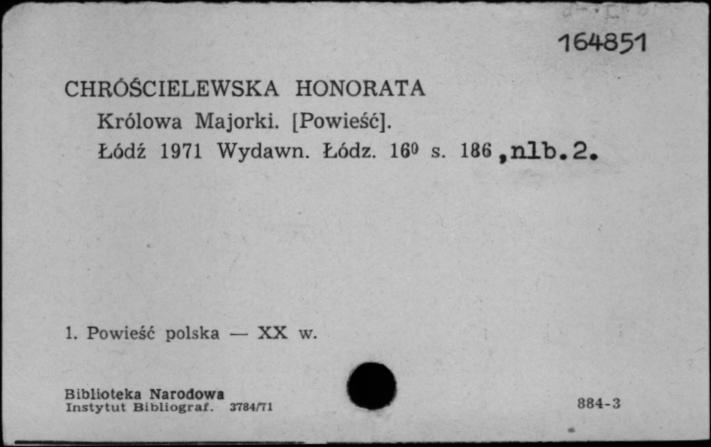 164851
CHRÓŚCIELEWSKA HONORATA
Królowa Majorki. [Powieść].
Łódź 1971 Wydawn. Łódz. 16⁰ s. 186, nlb. 2.
1. Powieść polska — XX w.
Biblioteka Narodowa
Instytut Bibliograf. 3784/71
884-3